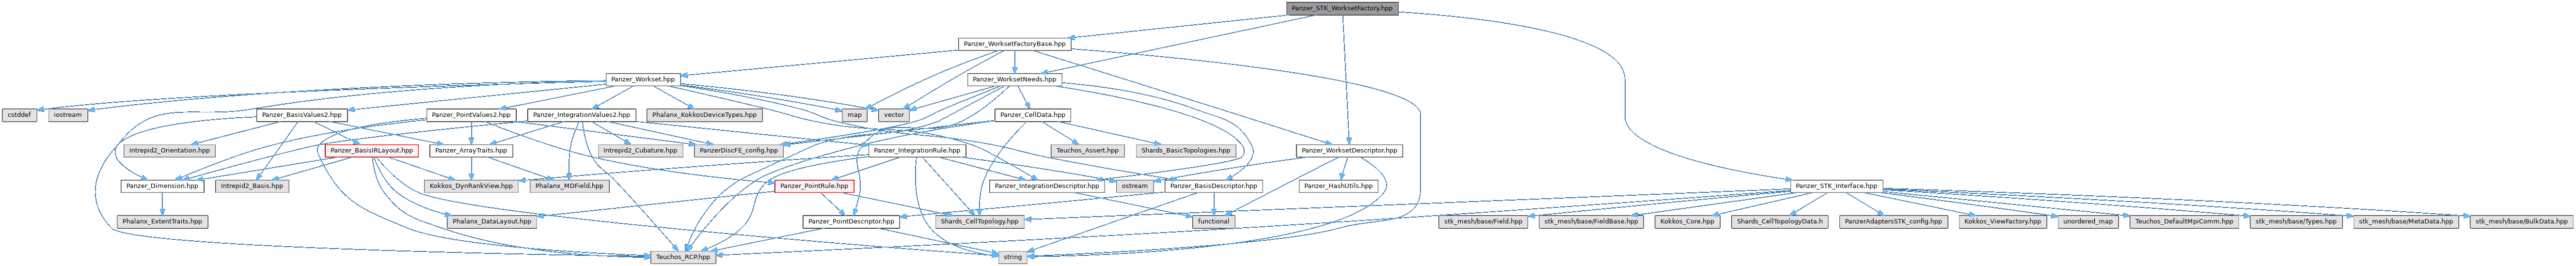 Panzer_STK_WorksetFactory.hpp
Panzer_WorksetFactoryBase.hpp
Panzer_Workset.hpp
Panzer_WorksetNeeds.hpp
cstddef
iostream
Panzer_BasisValues2.hpp
Panzer_PointValues2.hpp
Panzer_IntegrationValues2.hpp
Phalanx_KokkosDeviceTypes.hpp
map
vector
Panzer_CellData.hpp
Intrepid2_Orientation.hpp
Panzer_BasisIRLayout.hpp
Panzer_ArrayTraits.hpp
Intrepid2_Cubature.hpp
PanzerDiscFE_config.hpp
Panzer_IntegrationRule.hpp
Teuchos_Assert.hpp
Shards_BasicTopologies.hpp
Panzer_WorksetDescriptor.hpp
Panzer_Dimension.hpp
Intrepid2_Basis.hpp
Kokkos_DynRankView.hpp
Phalanx_MDField.hpp
Panzer_PointRule.hpp
Panzer_IntegrationDescriptor.hpp
ostream
Panzer_BasisDescriptor.hpp
Panzer_HashUtils.hpp
Panzer_STK_Interface.hpp
Phalanx_ExtentTraits.hpp
Phalanx_DataLayout.hpp
Panzer_PointDescriptor.hpp
Shards_CellTopology.hpp
functional
stk_mesh/base/Field.hpp
stk_mesh/base/FieldBase.hpp
Kokkos_Core.hpp
Shards_CellTopologyData.h
PanzerAdaptersSTK_config.hpp
Kokkos_ViewFactory.hpp
unordered_map
Teuchos_DefaultMpiComm.hpp
stk_mesh/base/Types.hpp
stk_mesh/base/MetaData.hpp
stk_mesh/base/BulkData.hpp
Teuchos_RCP.hpp
string